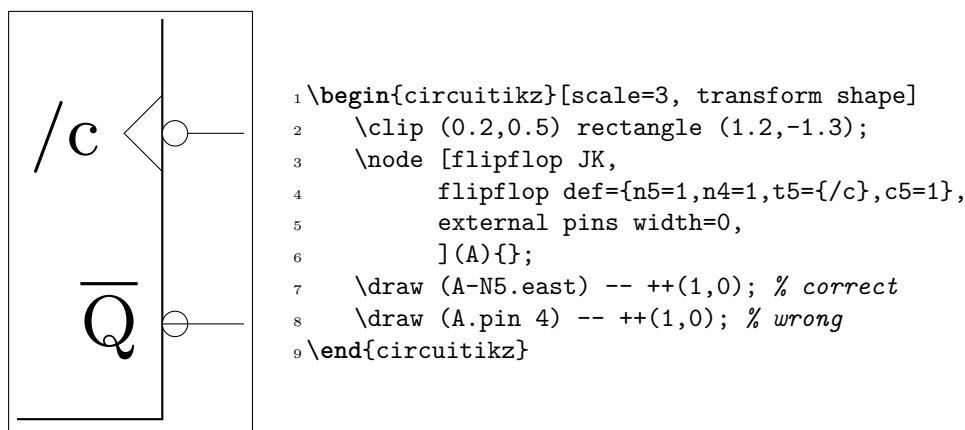 /c
Q̅
1 \begin{circuitikz}[scale=3, transform shape]
2     \clip (0.2,0.5) rectangle (1.2,-1.3);
3     \node [flipflop JK,
4           flipflop def={n5=1,n4=1,t5={/c},c5=1},
5           external pins width=0,
6           ](A){};
7     \draw (A-N5.east) -- ++(1,0); % correct
8     \draw (A.pin 4) -- ++(1,0); % wrong
9 \end{circuitikz}